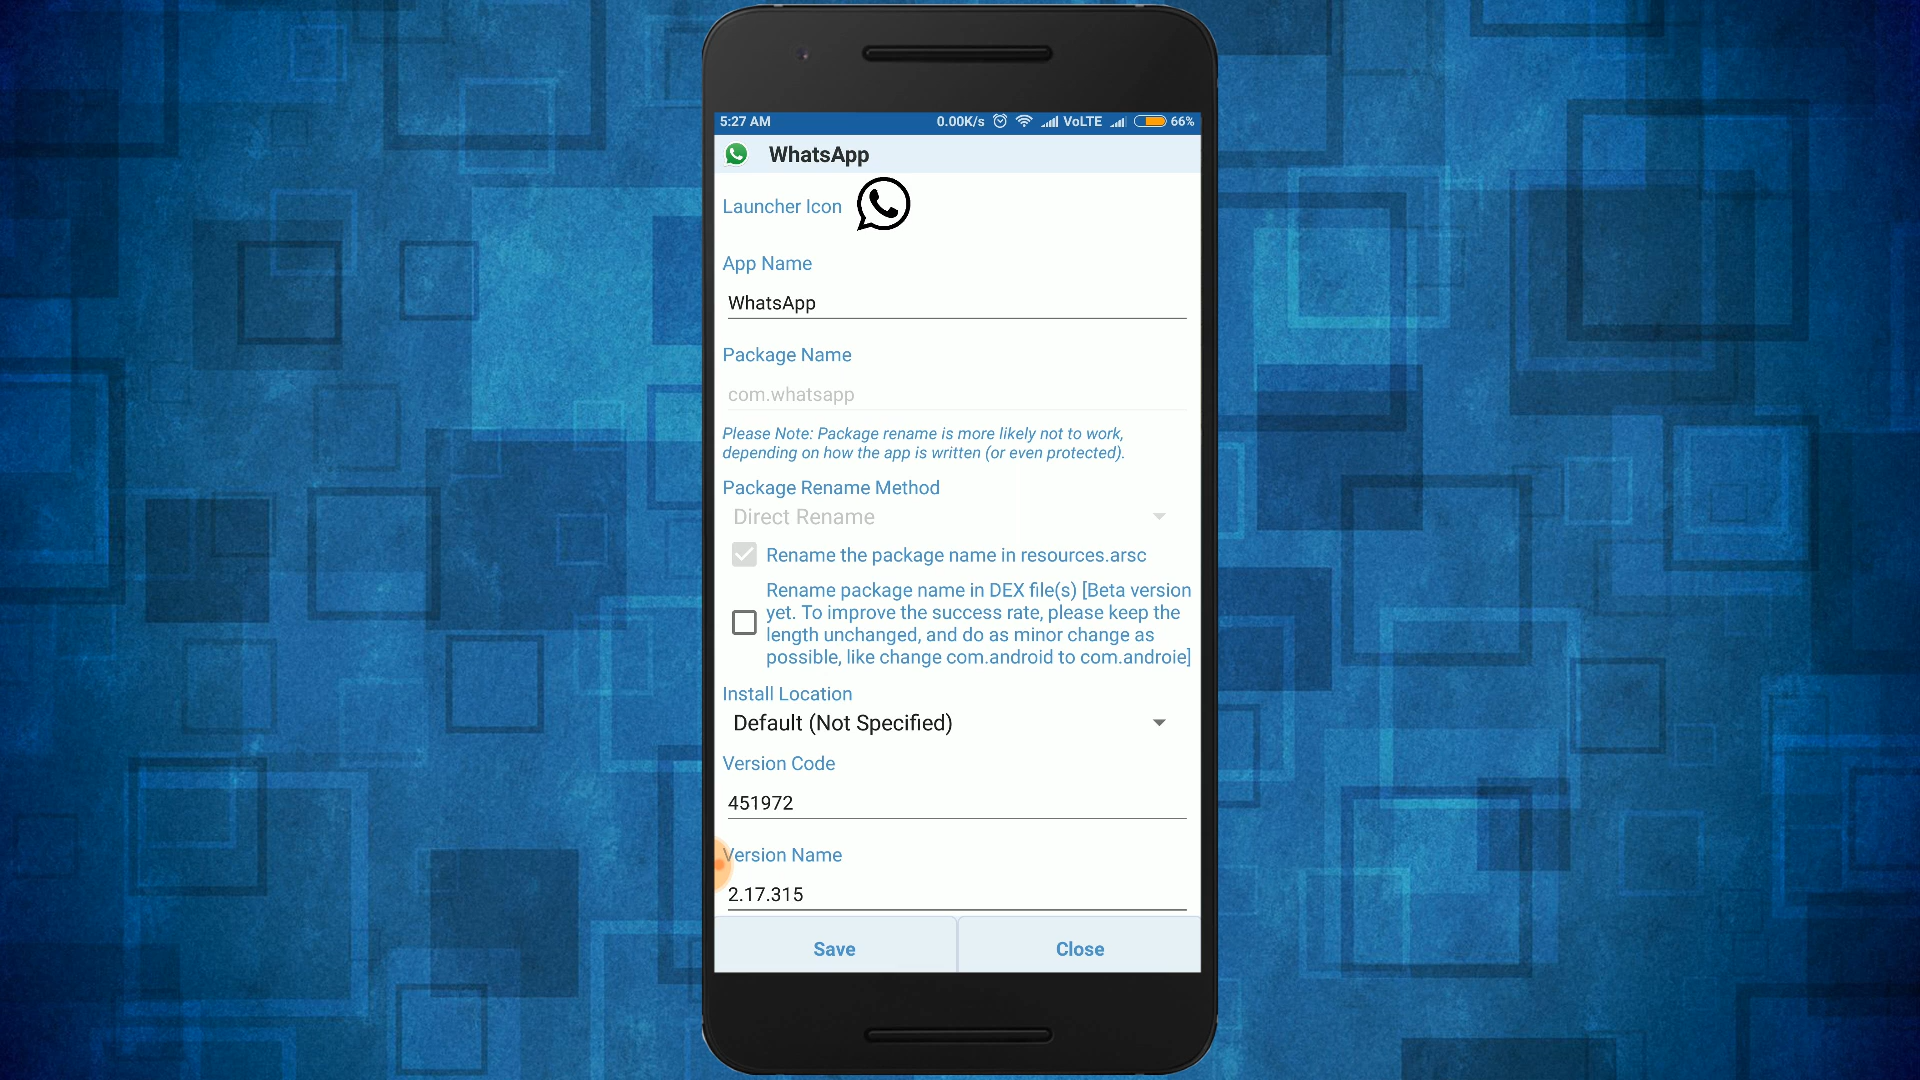 5:27 AM 0.00K/s VoLTE 66%
WhatsApp
Launcher Icon
App Name
WhatsApp
Package Name
com.whatsapp
Please Note: Package rename is more likely not to work,
depending on how the app is written (or even protected).
Package Rename Method
Direct Rename
Rename the package name in resources.arsc
Rename package name in DEX file(s) [Beta version
yet. To improve the success rate, please keep the
length unchanged, and do as minor change as
possible, like change com.android to com.androie]
Install Location
Default (Not Specified)
Version Code
451972
Version Name
2.17.315
Save Close